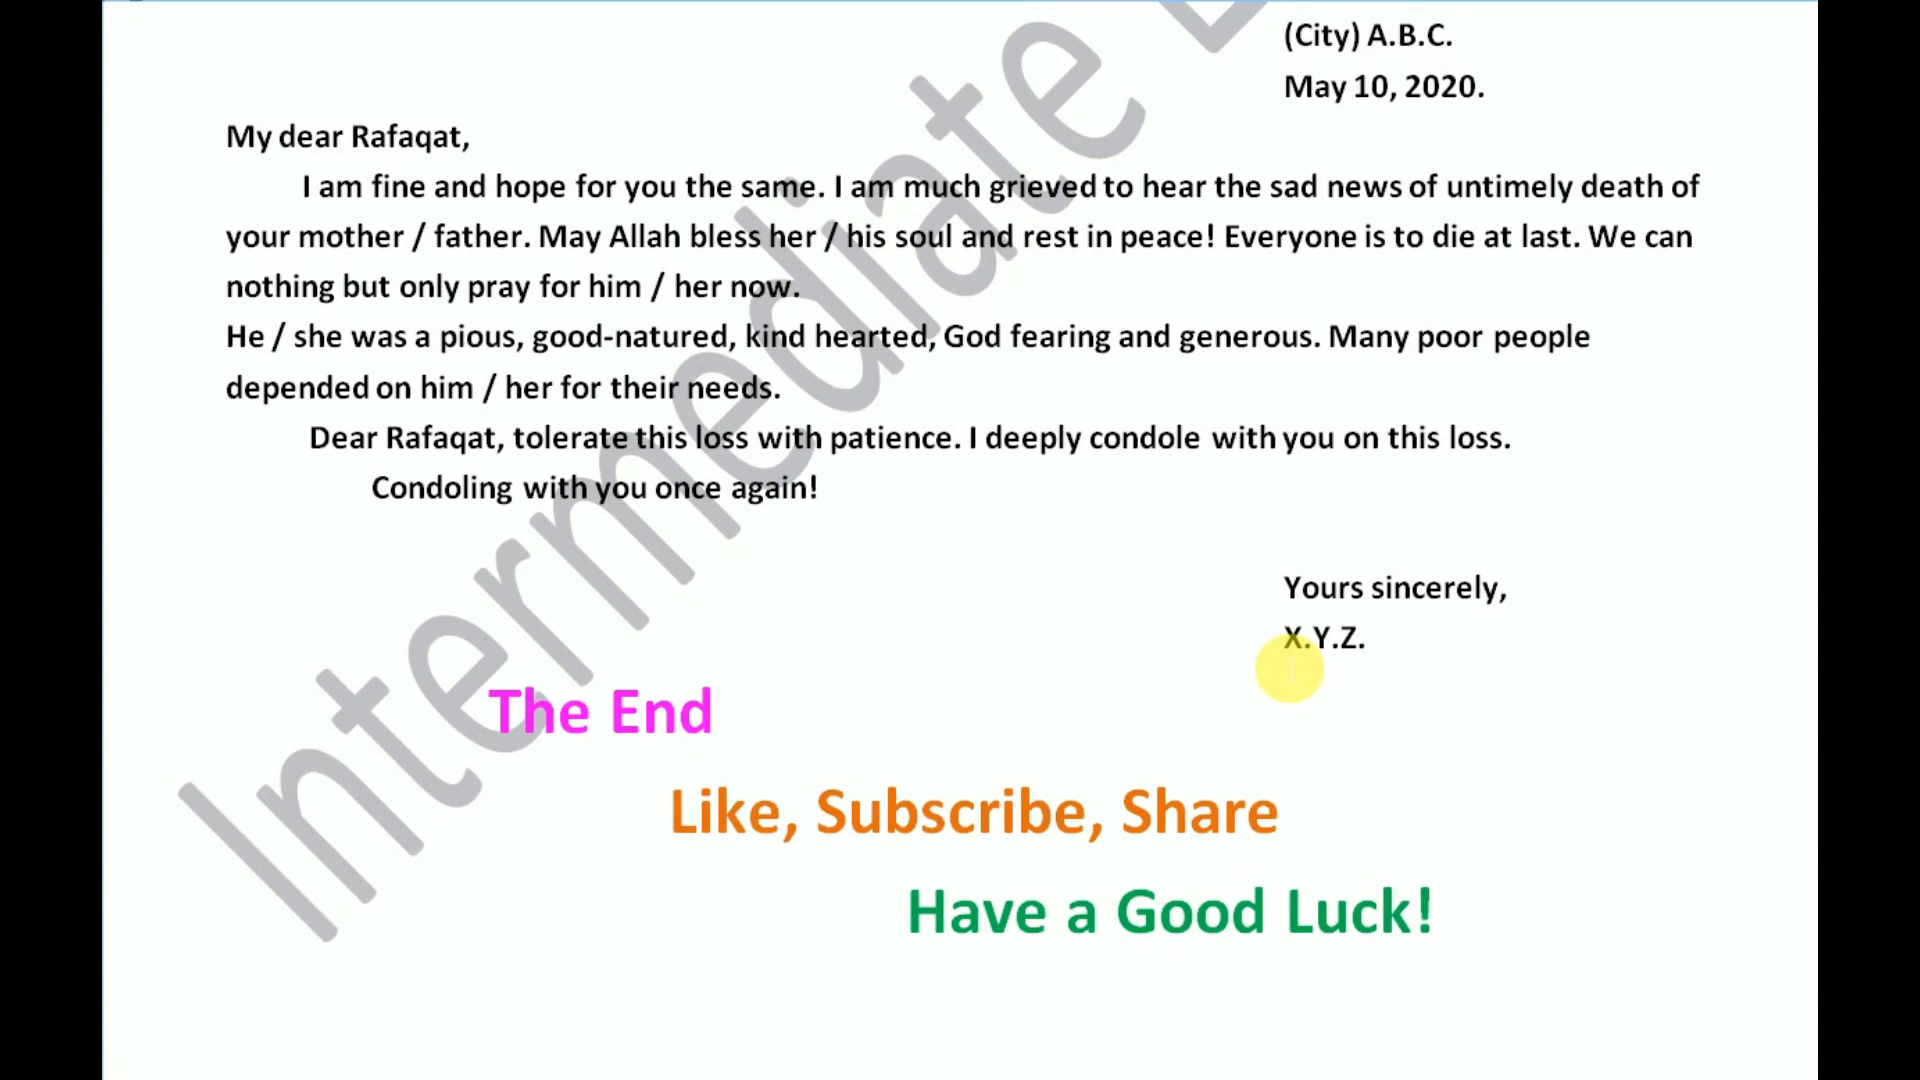 (City) A.B.C.
May 10, 2020.
My dear Rafaqat,
I am fine and hope for you the same. I am much grieved to hear the sad news of untimely death of
your mother / father. May Allah bless her / his soul and rest in peace! Everyone is to die at last. We can
nothing but only pray for him / her now.
He / she was a pious, good-natured, kind hearted, God fearing and generous. Many poor people
depended on him / her for their needs.
Dear Rafaqat, tolerate this loss with patience. I deeply condole with you on this loss.
Condoling with you once again!
Yours sincerely,
X.Y.Z.
The End
Like, Subscribe, Share
Have a Good Luck!
Intermediate